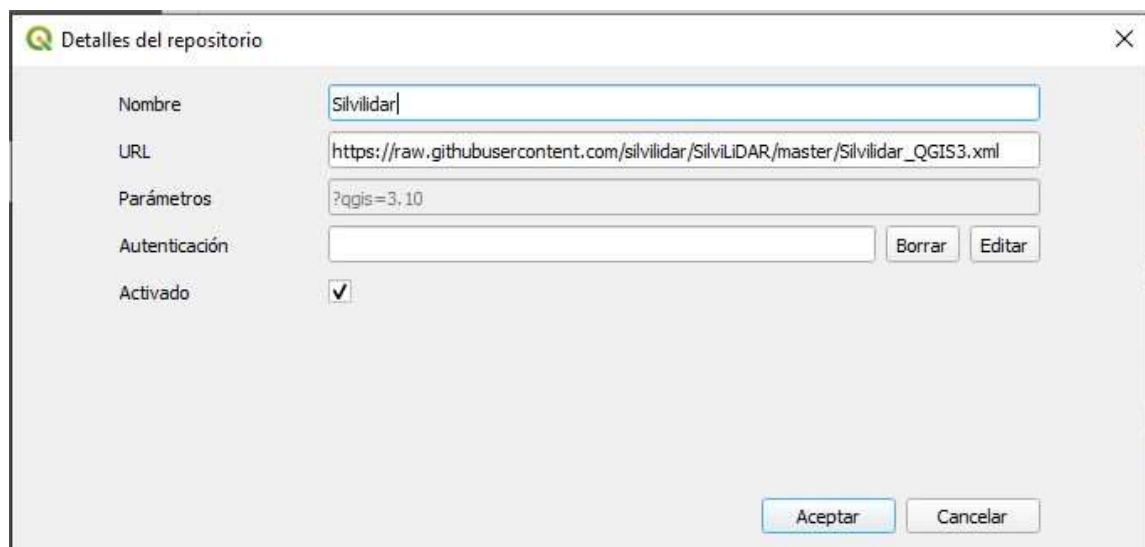 Detalles del repositorio
Nombre Silvilidar
URL https://raw.githubusercontent.com/silvilidar/SilviLiDAR/master/Silvilidar_QGIS3.xml
Parámetros ?qgis=3.10
Autenticación Borrar Editar
Activado
Aceptar Cancelar